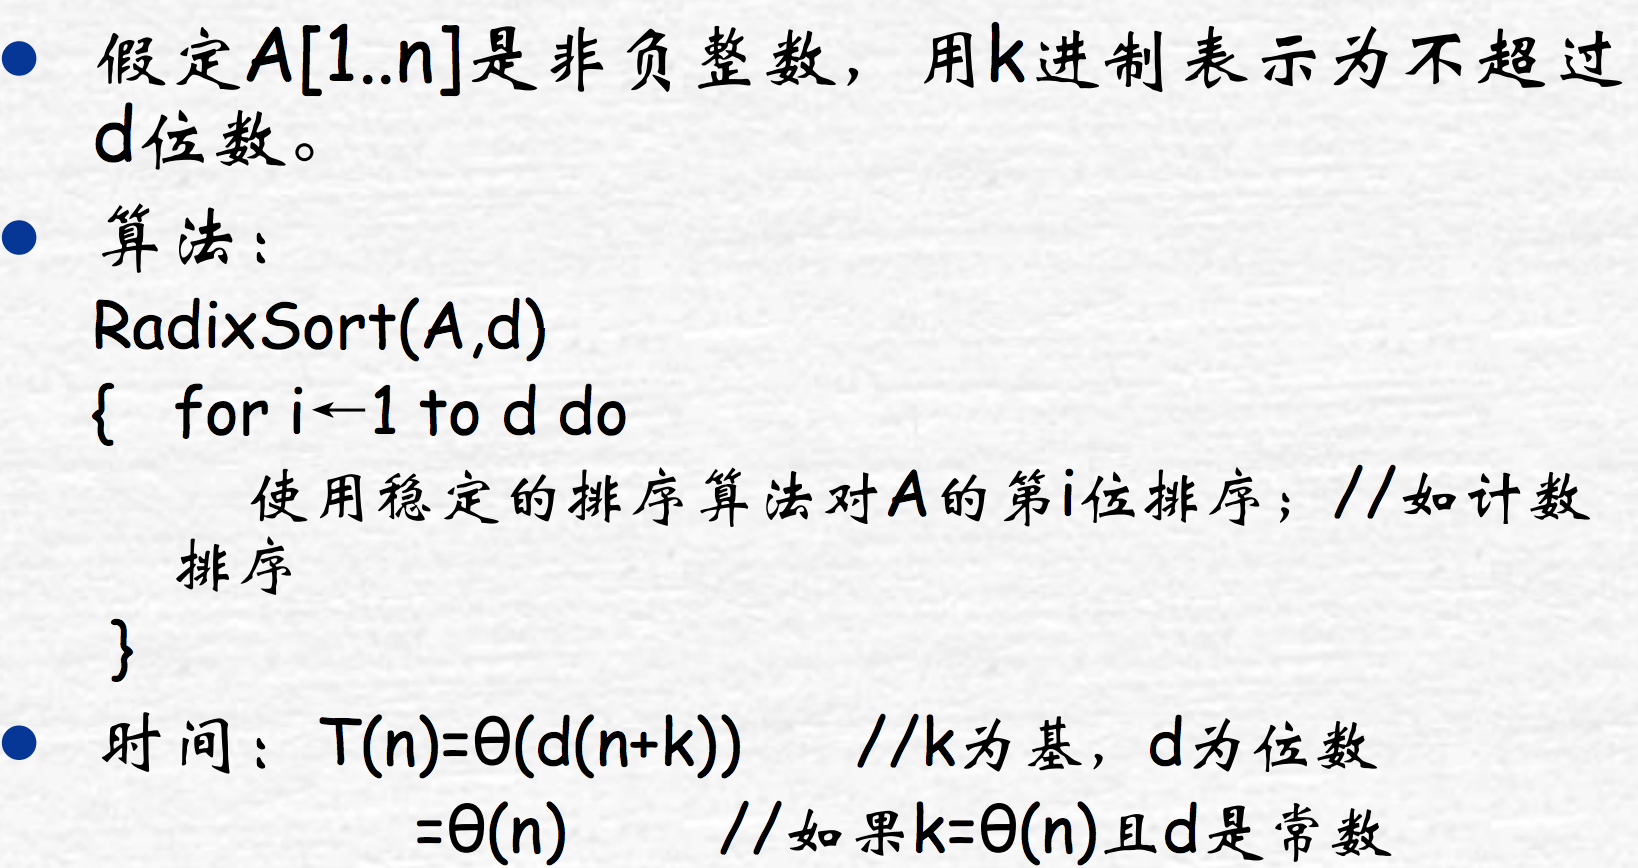 ● 假定A[1..n]是非负整数，用k进制表示为不超过
d位数。
● 算法：
RadixSort(A,d)
{ for i←1 to d do
使用稳定的排序算法对A的第i位排序；//如计数
排序
}
● 时间： T(n)=θ(d(n+k)) //k为基，d为位数
=θ(n) //如果k=θ(n)且d是常数